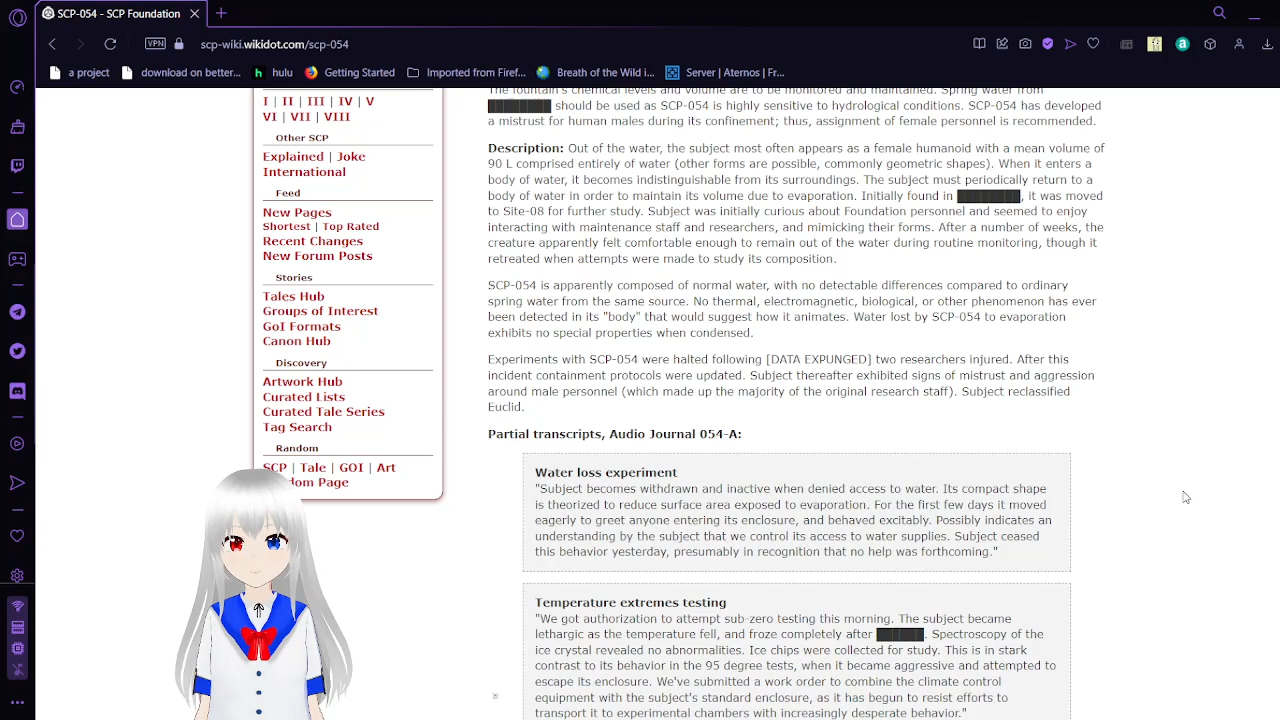 SCP-054 - SCP Foundation
VPN
scp-wiki.wikidot.com/scp-054
a project
download on better...
hulu
Getting Started
Imported from Firef...
Breath of the Wild i...
Server | Aternos | Fr...
I | II | III | IV | V
VI | VII | VIII
Other SCP
Explained | Joke
International
Feed
New Pages
Shortest | Top Rated
Recent Changes
New Forum Posts
Stories
Tales Hub
Groups of Interest
GoI Formats
Canon Hub
Discovery
Artwork Hub
Curated Lists
Curated Tale Series
Tag Search
Random
SCP | Tale | GOI | Art
Page
The fountain's chemical levels and volume are to be monitored and maintained. Spring water from
████████ should be used as SCP-054 is highly sensitive to hydrological conditions. SCP-054 has developed
a mistrust for human males during its confinement; thus, assignment of female personnel is recommended.
Description: Out of the water, the subject most often appears as a female humanoid with a mean volume of
90 L comprised entirely of water (other forms are possible, commonly geometric shapes). When it enters a
body of water, it becomes indistinguishable from its surroundings. The subject must periodically return to a
body of water in order to maintain its volume due to evaporation. Initially found in ████████, it was moved
to Site-08 for further study. Subject was initially curious about Foundation personnel and seemed to enjoy
interacting with maintenance staff and researchers, and mimicking their forms. After a number of weeks, the
creature apparently felt comfortable enough to remain out of the water during routine monitoring, though it
retreated when attempts were made to study its composition.
SCP-054 is apparently composed of normal water, with no detectable differences compared to ordinary
spring water from the same source. No thermal, electromagnetic, biological, or other phenomenon has ever
been detected in its "body" that would suggest how it animates. Water lost by SCP-054 to evaporation
exhibits no special properties when condensed.
Experiments with SCP-054 were halted following [DATA EXPUNGED] two researchers injured. After this
incident containment protocols were updated. Subject thereafter exhibited signs of mistrust and aggression
around male personnel (which made up the majority of the original research staff). Subject reclassified
Euclid.
Partial transcripts, Audio Journal 054-A:
Water loss experiment
"Subject becomes withdrawn and inactive when denied access to water. Its compact shape
is theorized to reduce surface area exposed to evaporation. For the first few days it moved
eagerly to greet anyone entering its enclosure, and behaved excitably. Possibly indicates an
understanding by the subject that we control its access to water supplies. Subject ceased
this behavior yesterday, presumably in recognition that no help was forthcoming."
Temperature extremes testing
"We got authorization to attempt sub-zero testing this morning. The subject became
lethargic as the temperature fell, and froze completely after ██████. Spectroscopy of the
ice crystal revealed no abnormalities. Ice chips were collected for study. This is in stark
contrast to its behavior in the 95 degree tests, when it became aggressive and attempted to
escape its enclosure. We've submitted a work order to combine the climate control
equipment with the subject's standard enclosure, as it has begun to resist efforts to
transport it to experimental chambers with increasingly desperate behavior."